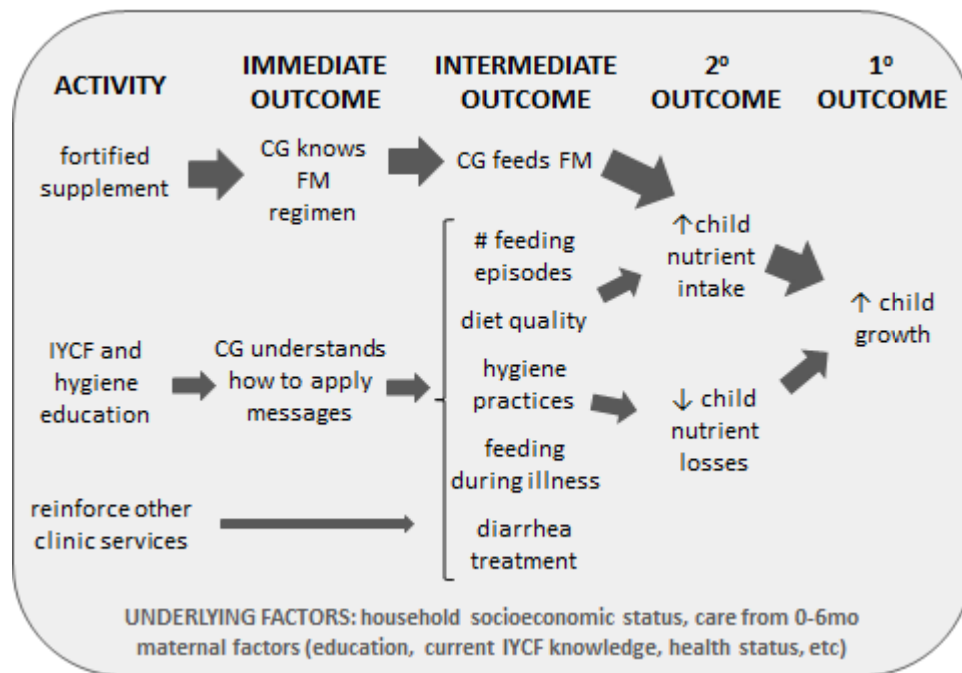 ACTIVITY
IMMEDIATE
OUTCOME
INTERMEDIATE
OUTCOME
2º
OUTCOME
1º
OUTCOME
fortified
supplement
CG knows
FM
regimen
CG feeds FM
↑child
nutrient
intake
↑ child
growth
# feeding
episodes
diet quality
hygiene
practices
feeding
during illness
diarrhea
treatment
IYCF and
hygiene
education
CG understands
how to apply
messages
↓ child
nutrient
losses
reinforce other
clinic services
UNDERLYING FACTORS: household socioeconomic status, care from 0-6mo
maternal factors (education, current IYCF knowledge, health status, etc)